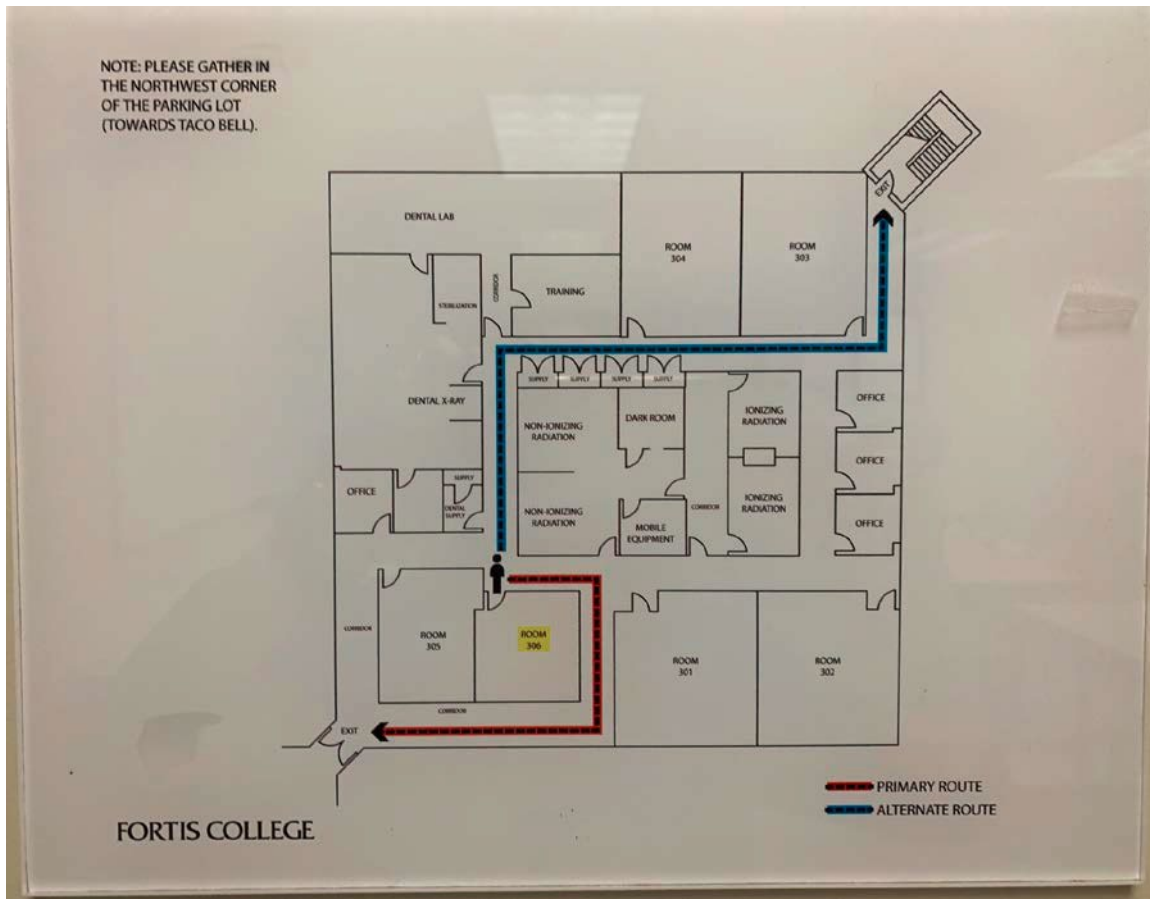 NOTE: PLEASE GATHER IN
THE NORTHWEST CORNER
OF THE PARKING LOT
(TOWARDS TACO BELL).
EXIT
DENTAL LAB
ROOM
304
ROOM
303
CORRIDOR
TRAINING
STERILIZATION
SUPPLY
SUPPLY
SUPPLY
SUPPLY
DENTAL X-RAY
NON-IONIZING
RADIATION
DARK ROOM
IONIZING
RADIATION
OFFICE
OFFICE
OFFICE
SUPPLY
DENTAL
SUPPLY
NON-IONIZING
RADIATION
MOBILE
EQUIPMENT
CORRIDOR
IONIZING
RADIATION
OFFICE
CORRIDOR
ROOM
305
ROOM
306
ROOM
301
ROOM
302
CORRIDOR
EXIT
PRIMARY ROUTE
ALTERNATE ROUTE
FORTIS COLLEGE